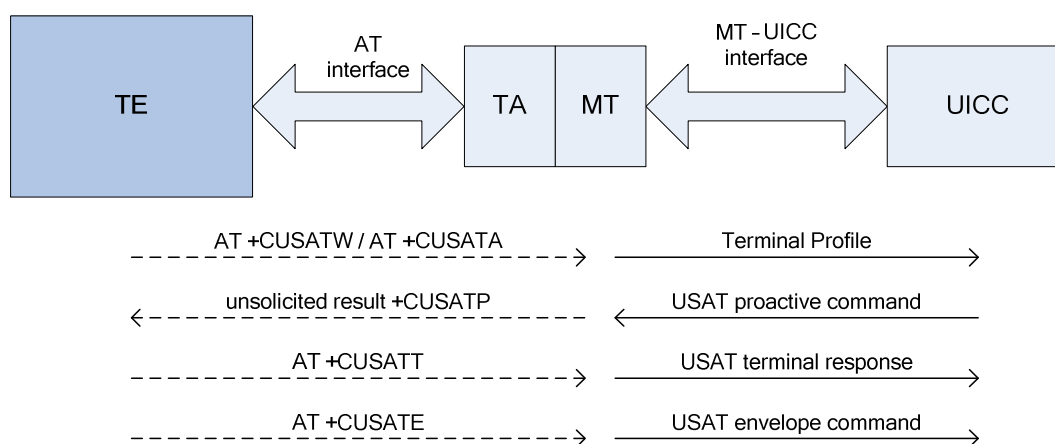 TE
AT
interface
TA
MT
MT-UICC
interface
UICC
AT +CUSATW / AT +CUSATA
Terminal Profile
unsolicited result +CUSATP
USAT proactive command
AT +CUSATT
USAT terminal response
AT +CUSATE
USAT envelope command